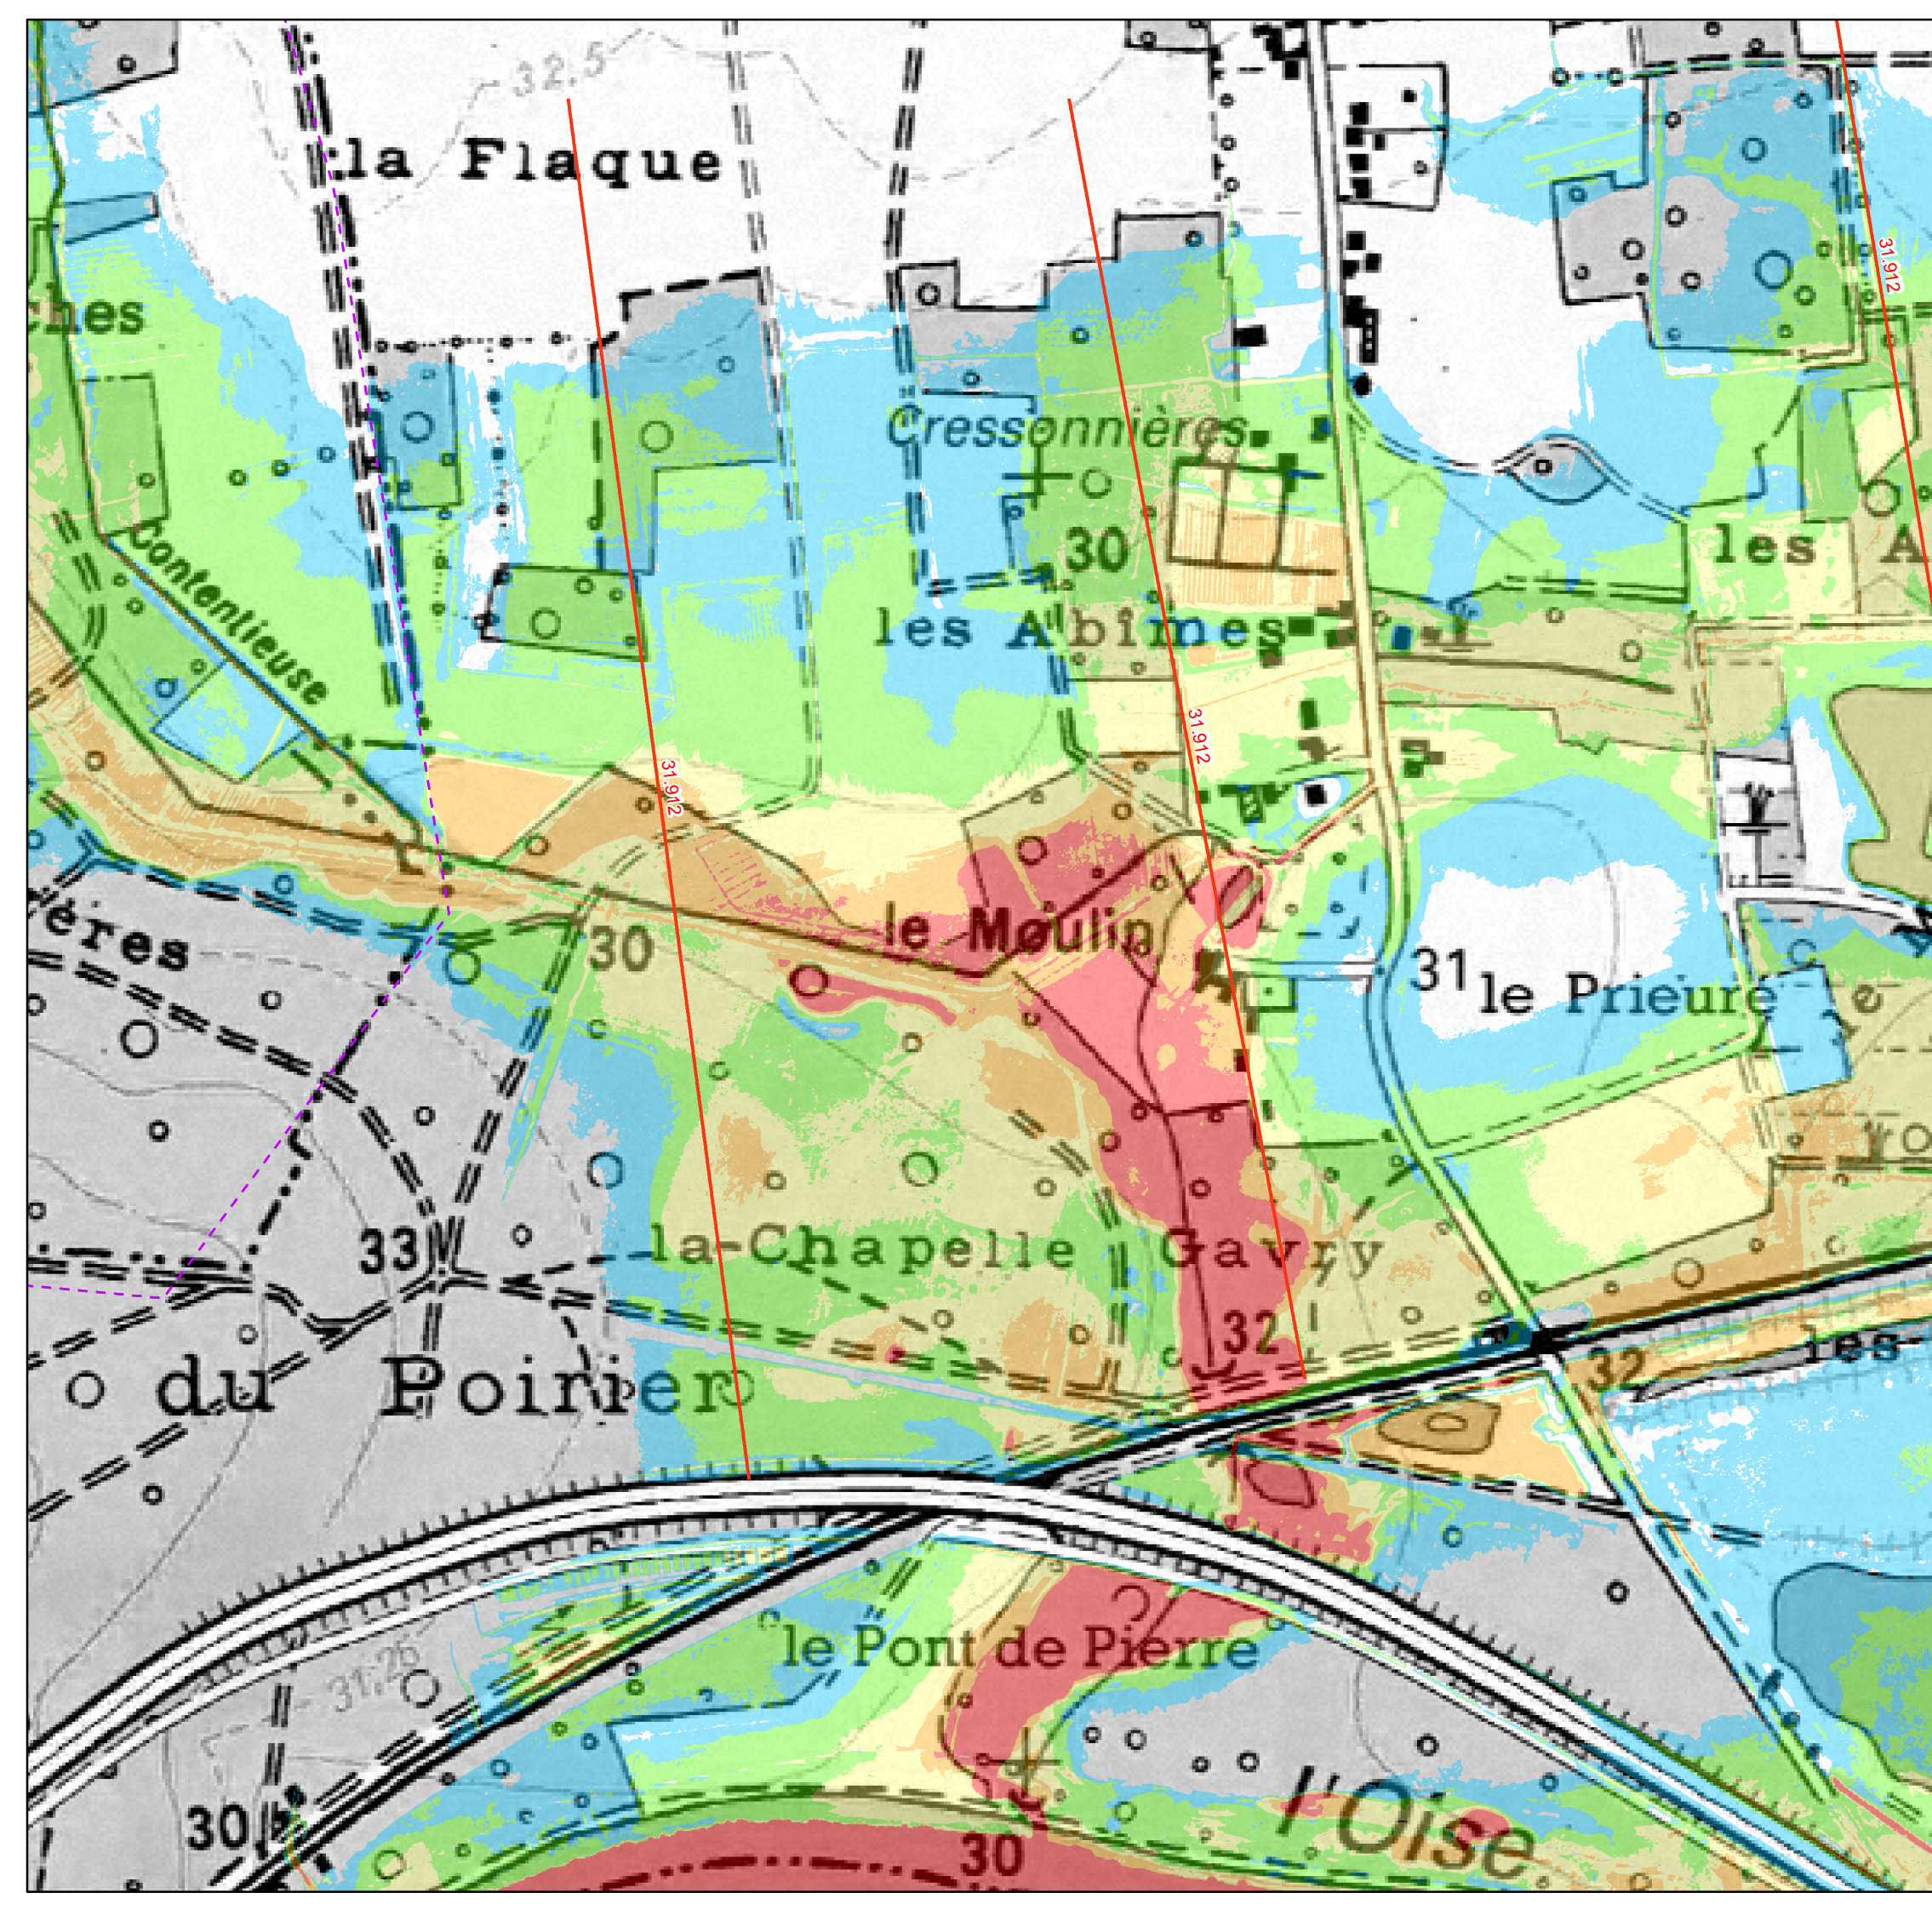 32.5
la Flaque
31.912
ches
Cressonnières
30
les A
Contentieuse
les Abîmes
31.912
31.912
le Moulin
30
31
le Prieuré
ères
33
la-Chapelle Gavry
32
32
les-
du Poirier
le Pont de Pierre
31.25
l'Oise
30
30